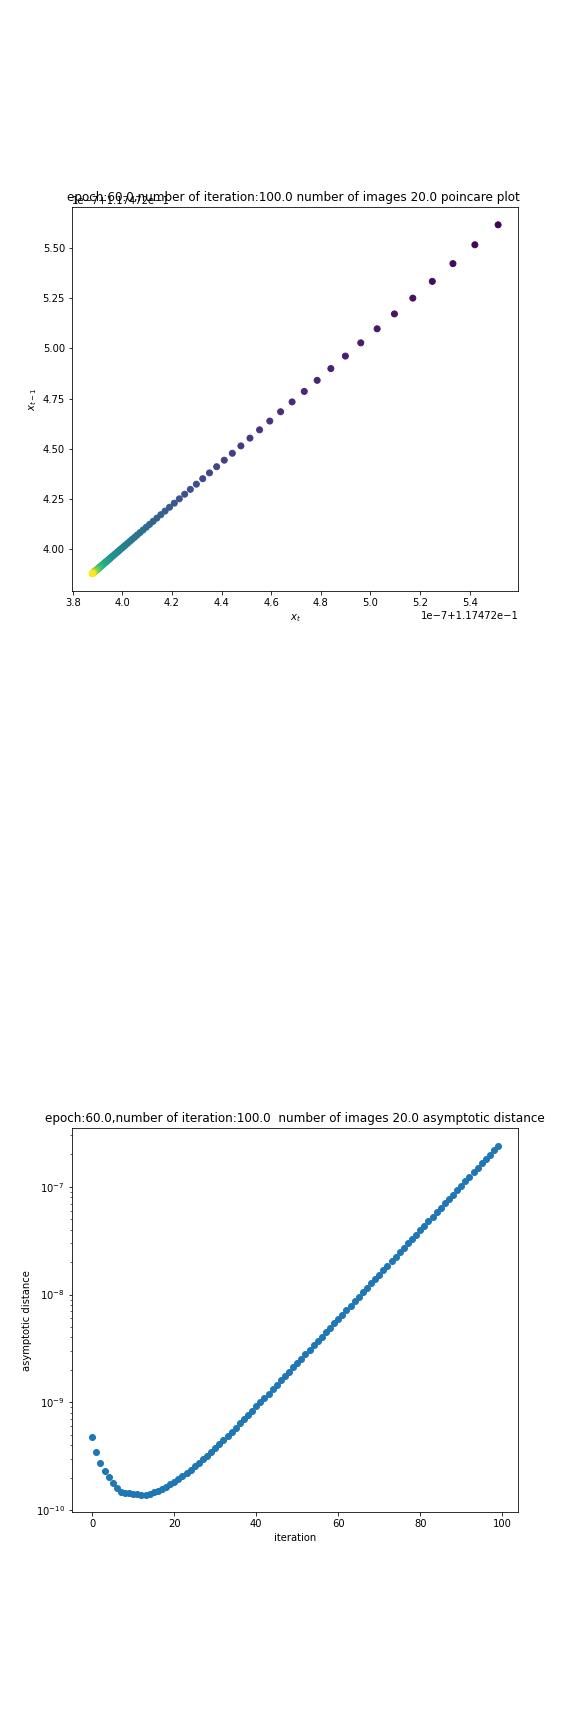 epoch:60.0,number of iteration:100.0 number of images 20.0 poincare plot
1e−7+1.17472e−1
5.50
5.25
5.00
4.75
4.50
4.25
4.00
x_{t−1}
3.8 4.0 4.2 4.4 4.6 4.8 5.0 5.2 5.4
x_t
1e−7+1.17472e−1
epoch:60.0,number of iteration:100.0  number of images 20.0 asymptotic distance
10^{−7}
10^{−8}
10^{−9}
10^{−10}
asymptotic distance
0 20 40 60 80 100
iteration